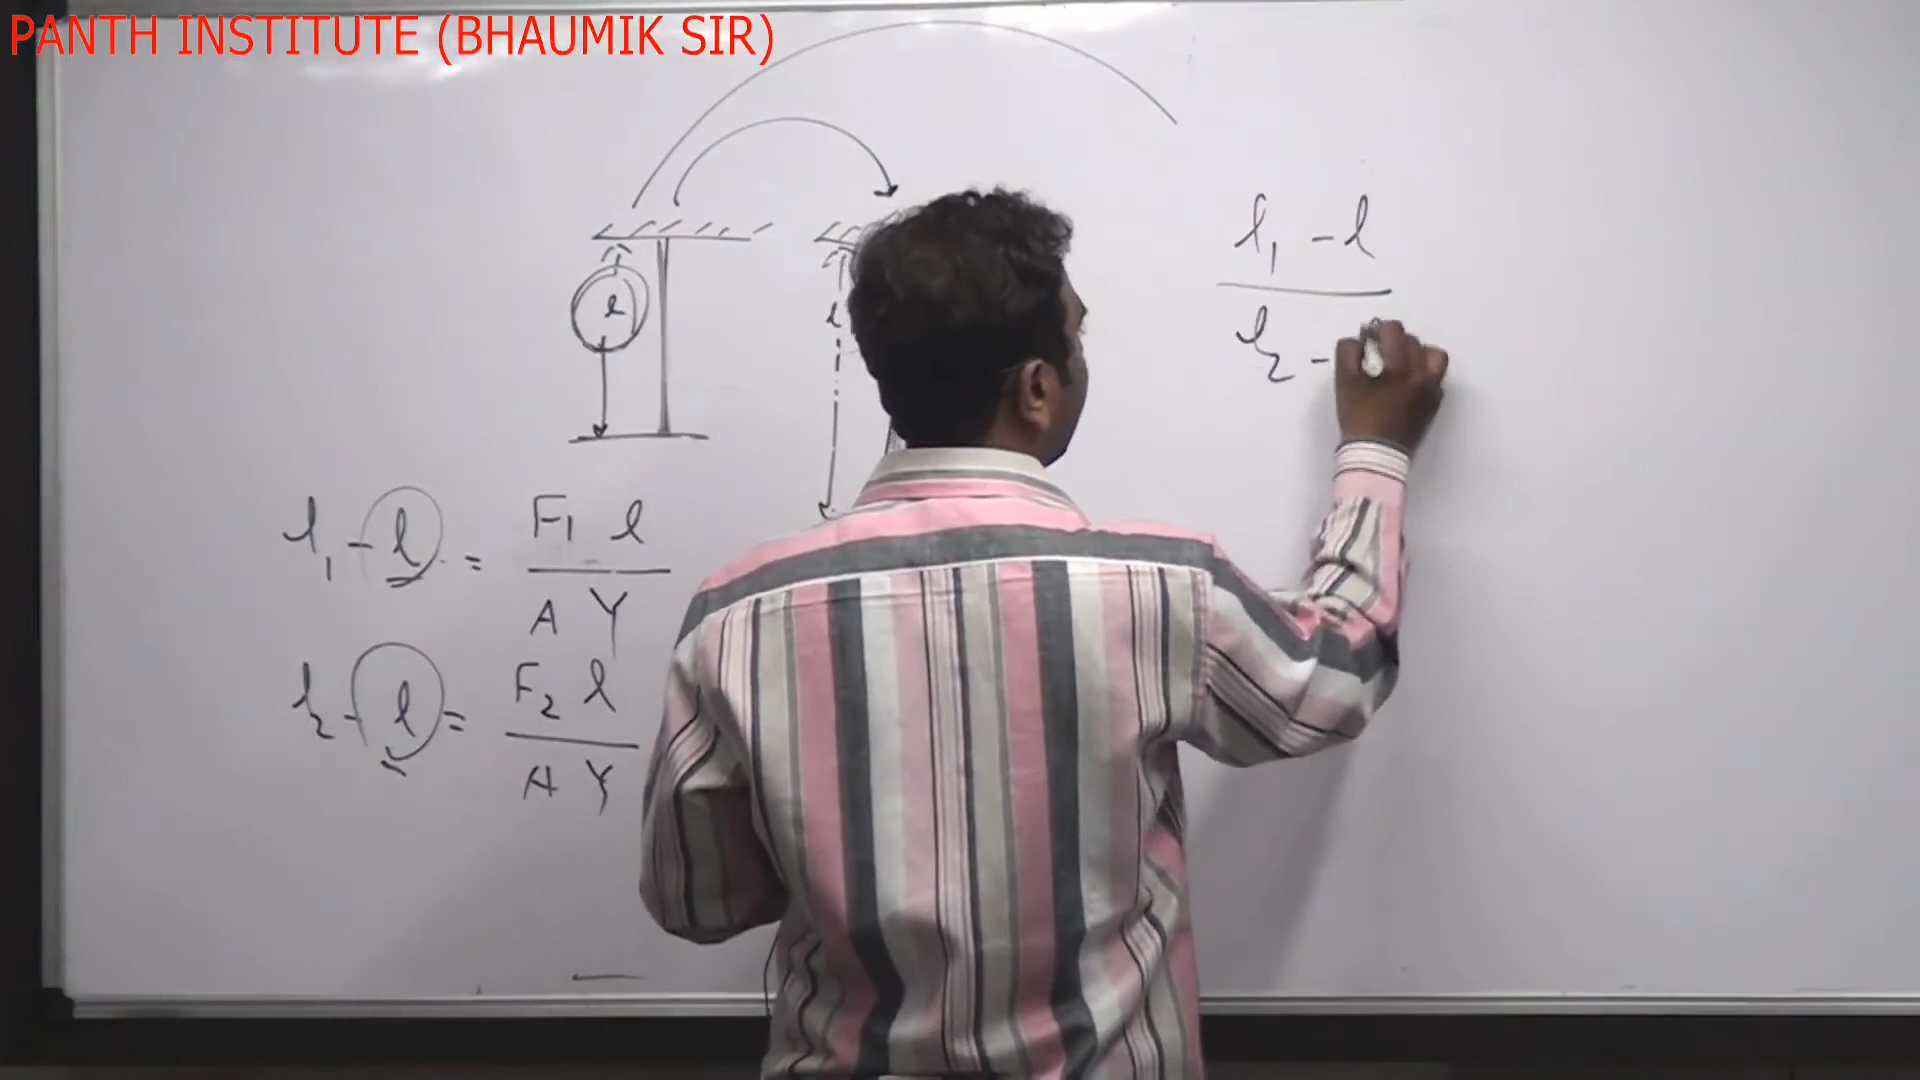 PANTH INSTITUTE (BHAUMIK SIR)
l
l
l₁ - l
l₂ -
l₁ - l = F₁ l
A Y
l₂ - l = F₂ l
A Y